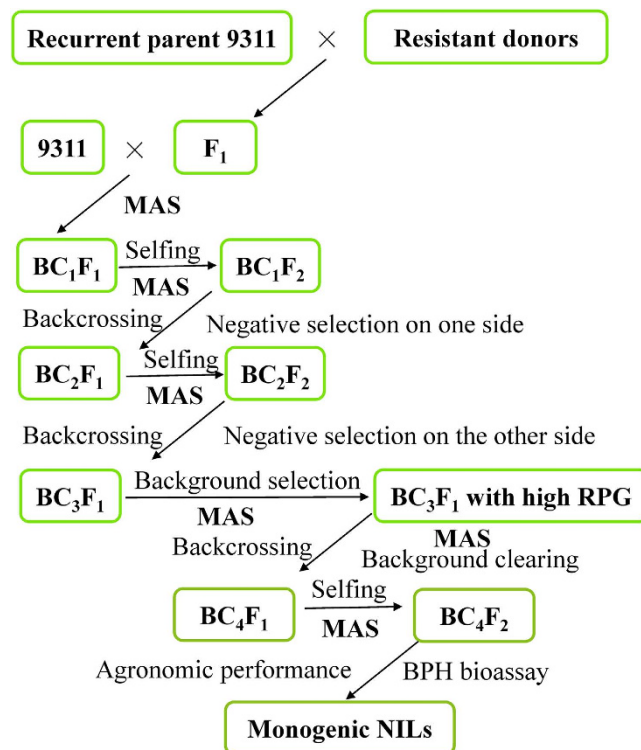 Recurrent parent 9311 × Resistant donors
9311 × F₁
MAS
BC₁F₁ Selfing BC₁F₂
MAS
Backcrossing Negative selection on one side
BC₂F₁ Selfing BC₂F₂
MAS
Backcrossing Negative selection on the other side
BC₃F₁ Background selection BC₃F₁ with high RPG
MAS MAS
Backcrossing Background clearing
BC₄F₁ Selfing BC₄F₂
MAS
Agronomic performance BPH bioassay
Monogenic NILs